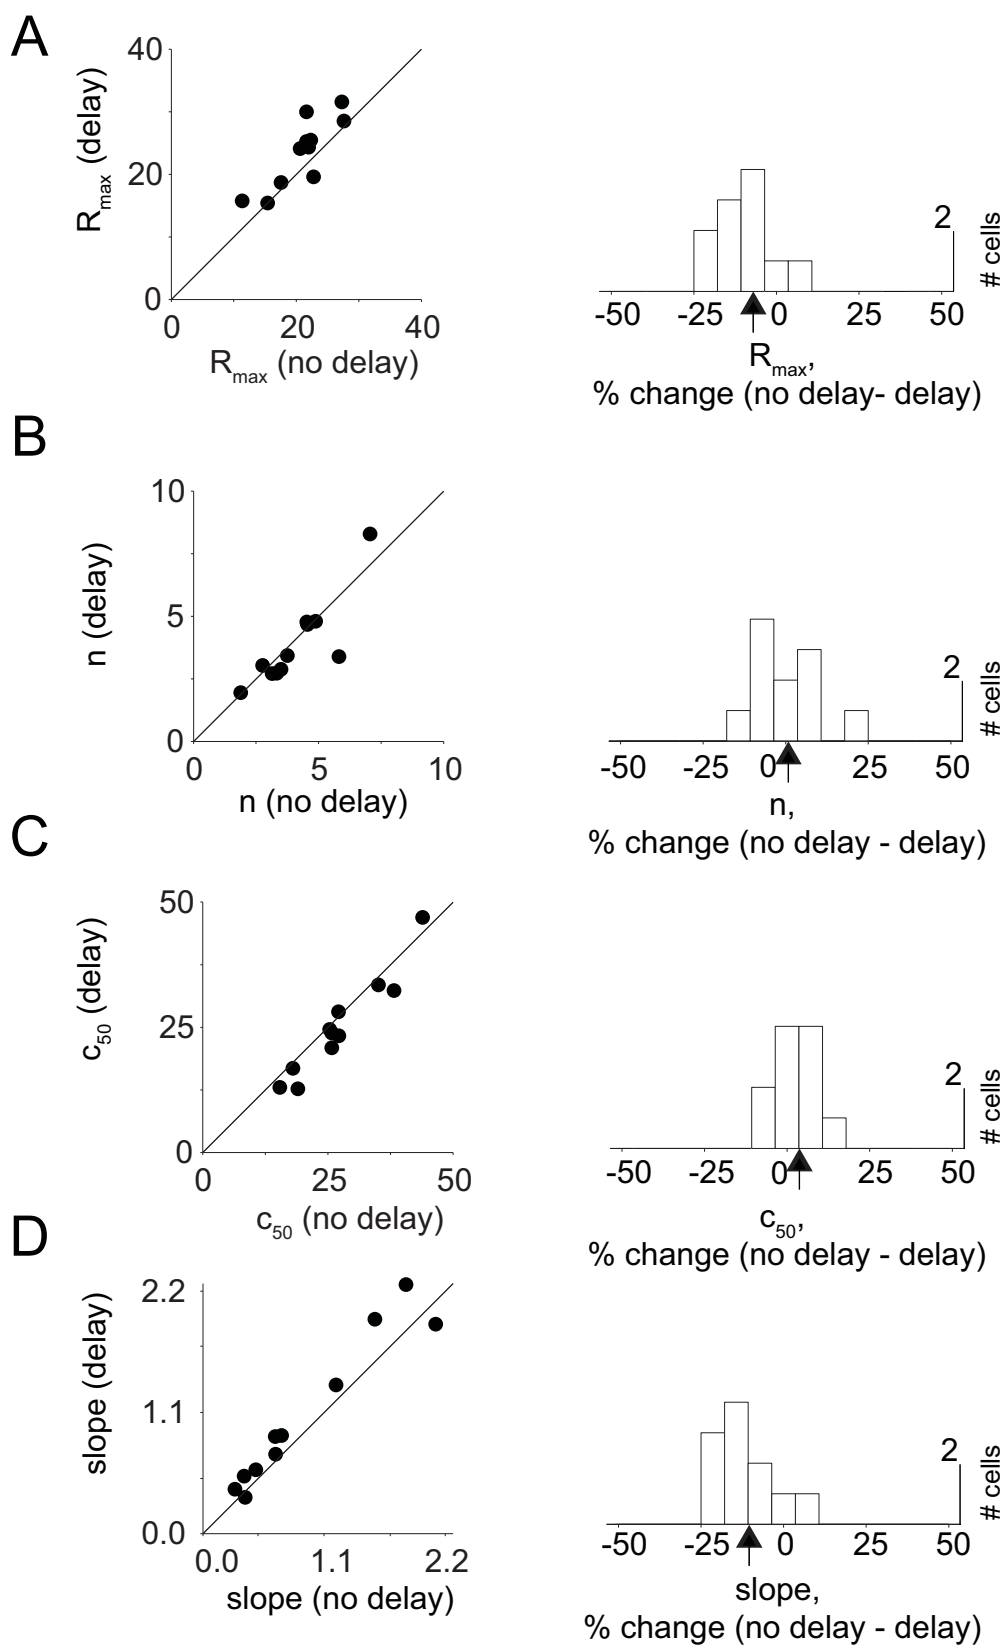 A
40
20
0
R_max (delay)
0 20 40
R_max (no delay)
2
# cells
-50 -25 0 25 50
R_max,
% change (no delay- delay)
B
10
5
0
n (delay)
0 5 10
n (no delay)
2
# cells
-50 -25 0 25 50
n,
% change (no delay - delay)
C
50
25
0
c_50 (delay)
0 25 50
c_50 (no delay)
2
# cells
-50 -25 0 25 50
c_50,
% change (no delay - delay)
D
2.2
1.1
0.0
slope (delay)
0.0 1.1 2.2
slope (no delay)
2
# cells
-50 -25 0 25 50
slope,
% change (no delay - delay)